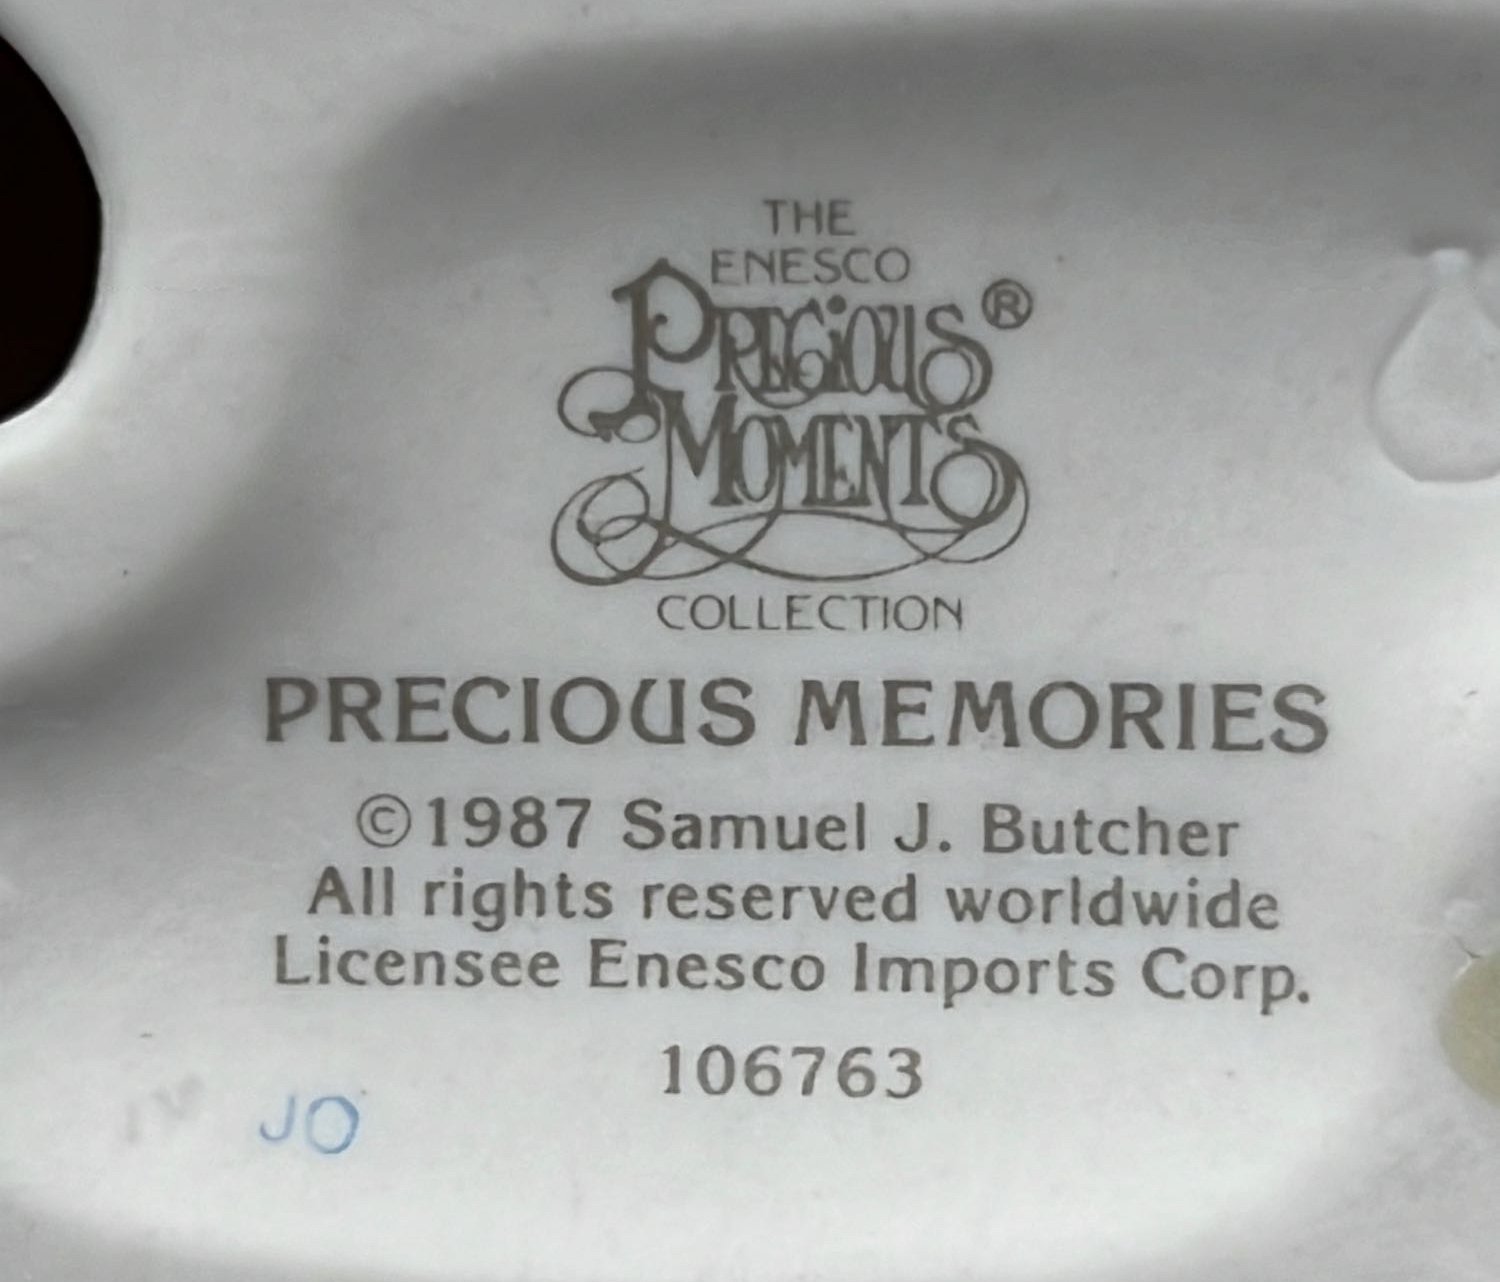 THE
ENESCO
PRECIOUS ®
MOMENTS
COLLECTION
PRECIOUS MEMORIES
©1987 Samuel J. Butcher
All rights reserved worldwide
Licensee Enesco Imports Corp.
106763
JO